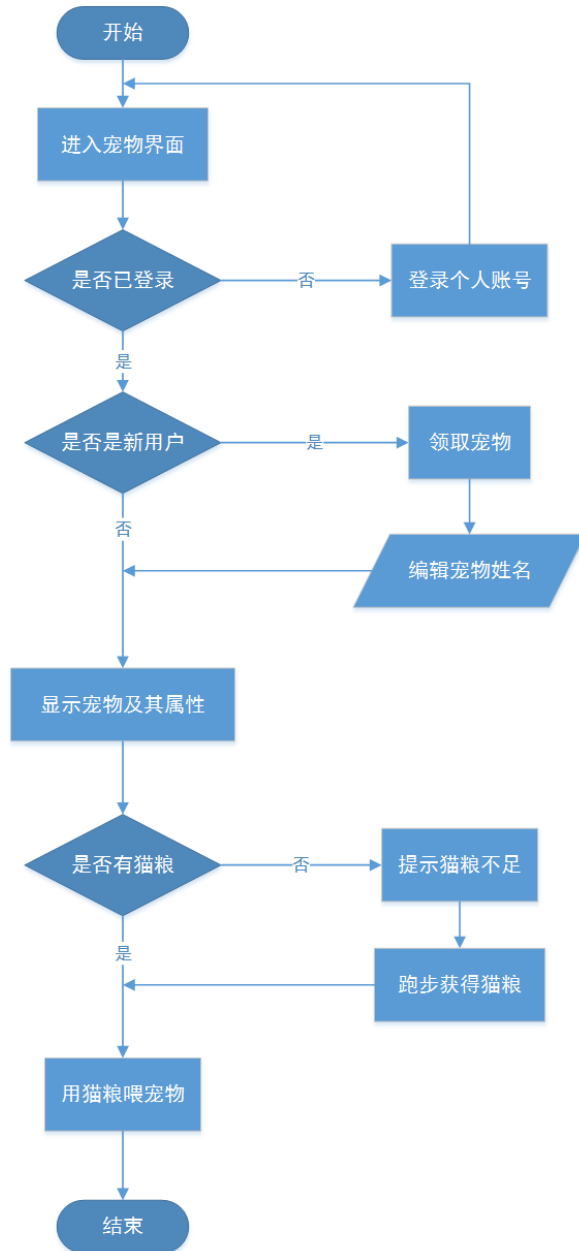 开始
进入宠物界面
是否已登录
否
登录个人账号
是
是否是新用户
是
领取宠物
否
编辑宠物姓名
显示宠物及其属性
是否有猫粮
否
提示猫粮不足
是
跑步获得猫粮
用猫粮喂宠物
结束